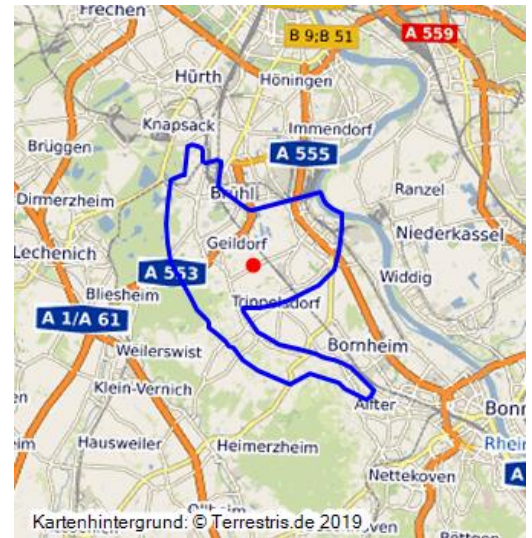 Frechen
B 9;B 51
A 559
Hürth
Höningen
Knapsack
Immendorf
Brüggen
A 555
Dirmerzheim
Brühl
Ranzel
Lechenich
Geildorf
Niederkassel
A 553
Bliesheim
Widdig
A 1/A 61
Trippelsdorf
Weilerswist
Bornheim
Klein-Vernich
Alfter
Bonn
Hausweiler
Heimerzheim
Rhein
A
Nettekoven
Kartenhintergrund: © Terrestris.de 2019